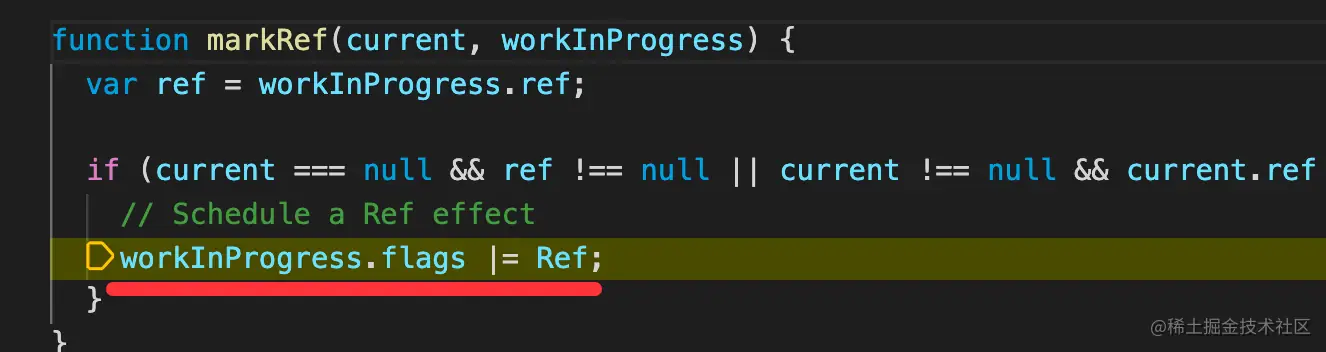 function markRef(current, workInProgress) {
var ref = workInProgress.ref;
if (current === null && ref !== null || current !== null && current.ref
// Schedule a Ref effect
workInProgress.flags |= Ref;
}
}
@稀土掘金技术社区